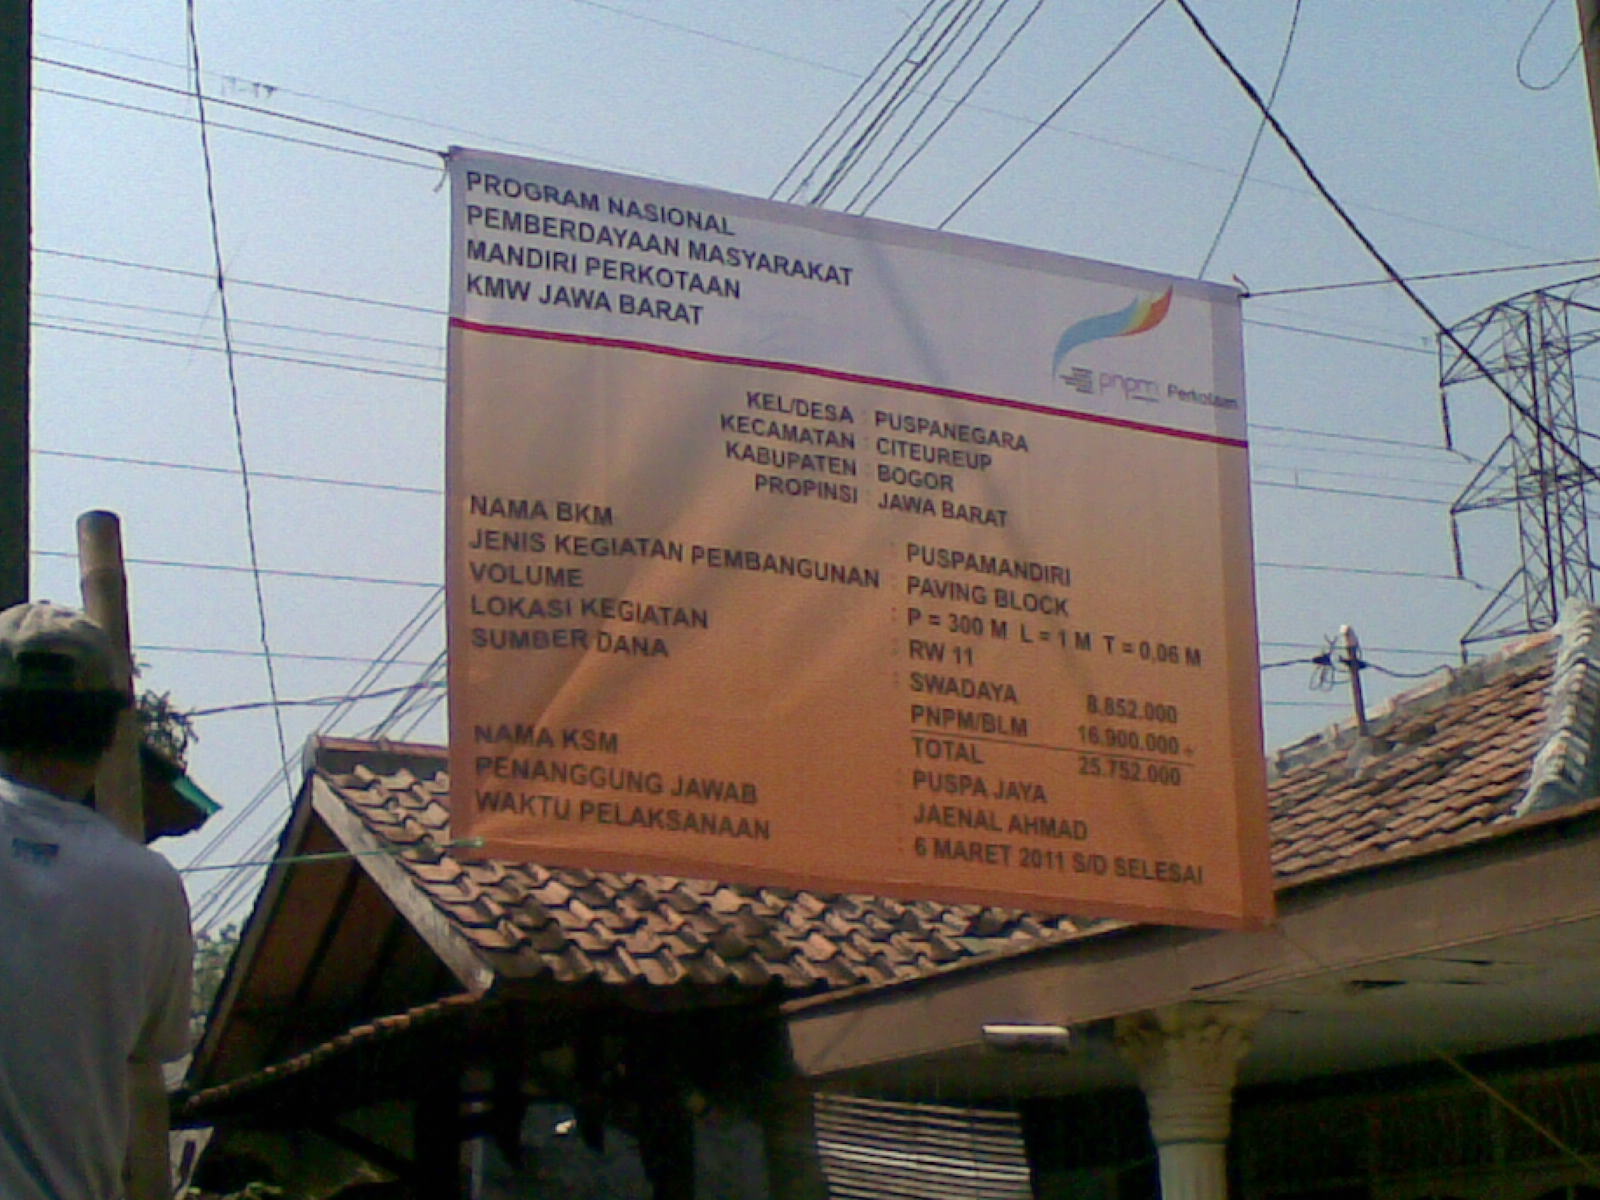 PROGRAM NASIONAL
PEMBERDAYAAN MASYARAKAT
MANDIRI PERKOTAAN
KMW JAWA BARAT
pnpm Perkotaan
KEL/DESA : PUSPANEGARA
KECAMATAN : CITEUREUP
KABUPATEN : BOGOR
PROPINSI : JAWA BARAT
NAMA BKM : PUSPAMANDIRI
JENIS KEGIATAN PEMBANGUNAN : PAVING BLOCK
VOLUME : P = 300 M L = 1 M T = 0,06 M
LOKASI KEGIATAN : RW 11
SUMBER DANA : SWADAYA 8.852.000
PNPM/BLM 16.900.000 +
TOTAL 25.752.000
NAMA KSM : PUSPA JAYA
PENANGGUNG JAWAB : JAENAL AHMAD
WAKTU PELAKSANAAN : 6 MARET 2011 S/D SELESAI